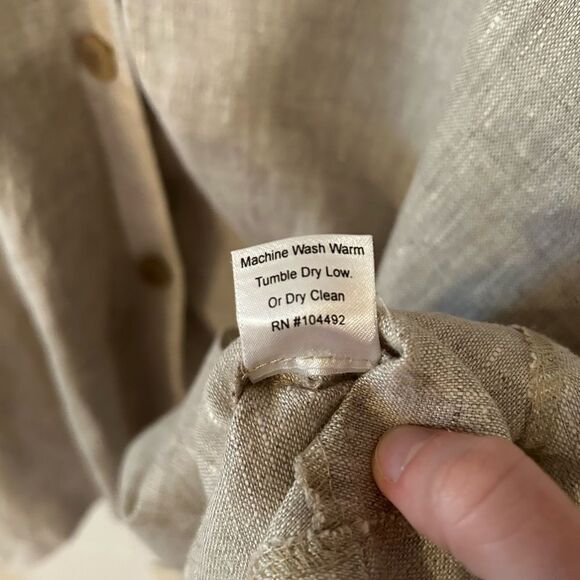 Machine Wash Warm
Tumble Dry Low.
Or Dry Clean
RN #104492